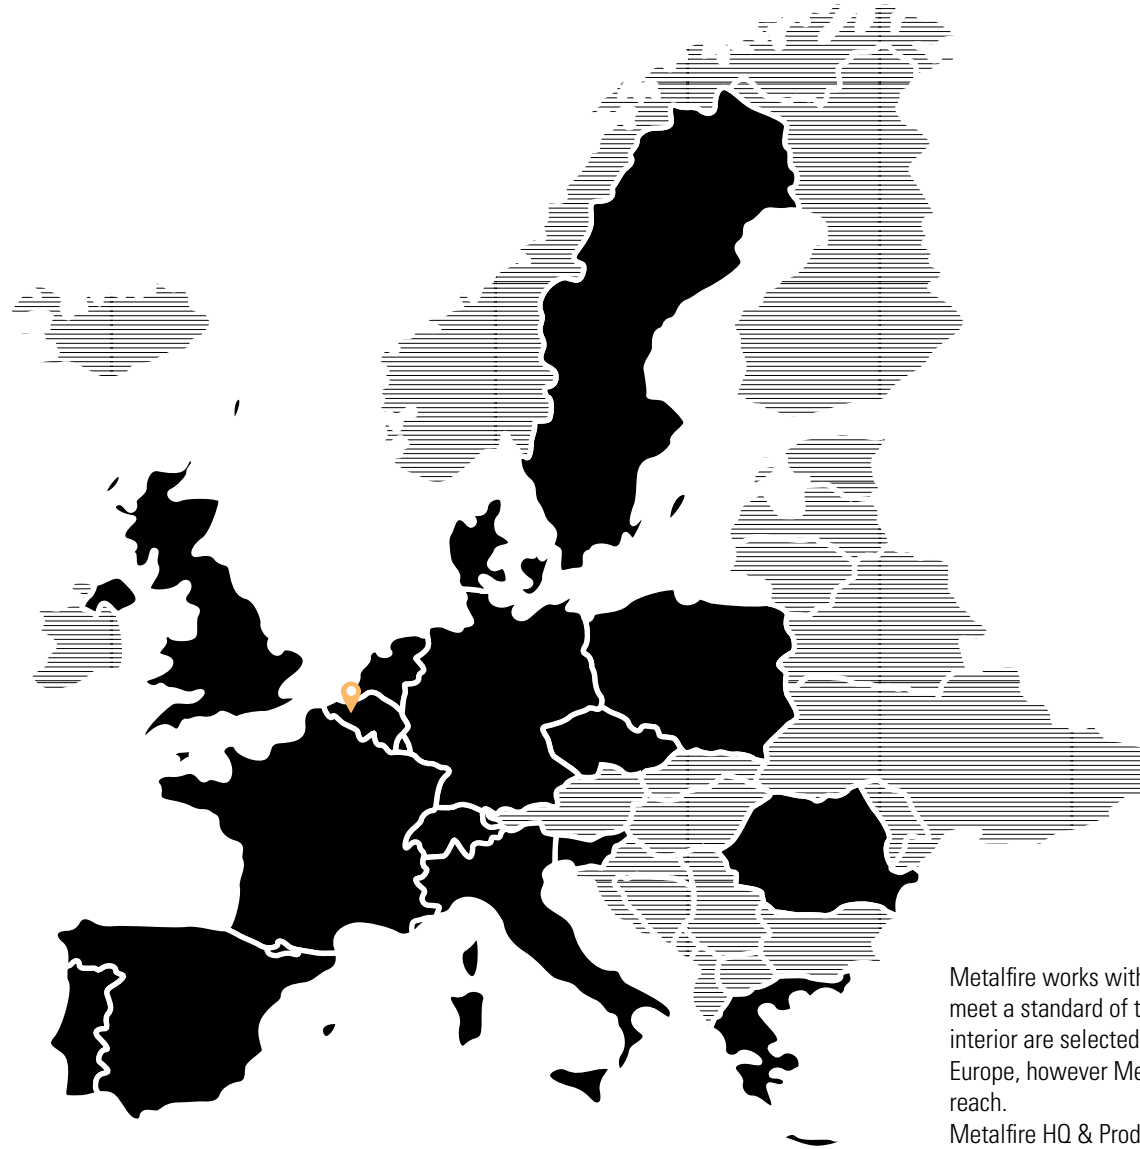 Metalfire works with
meet a standard of t
interior are selected
Europe, however Me
reach.
Metalfire HQ & Prod